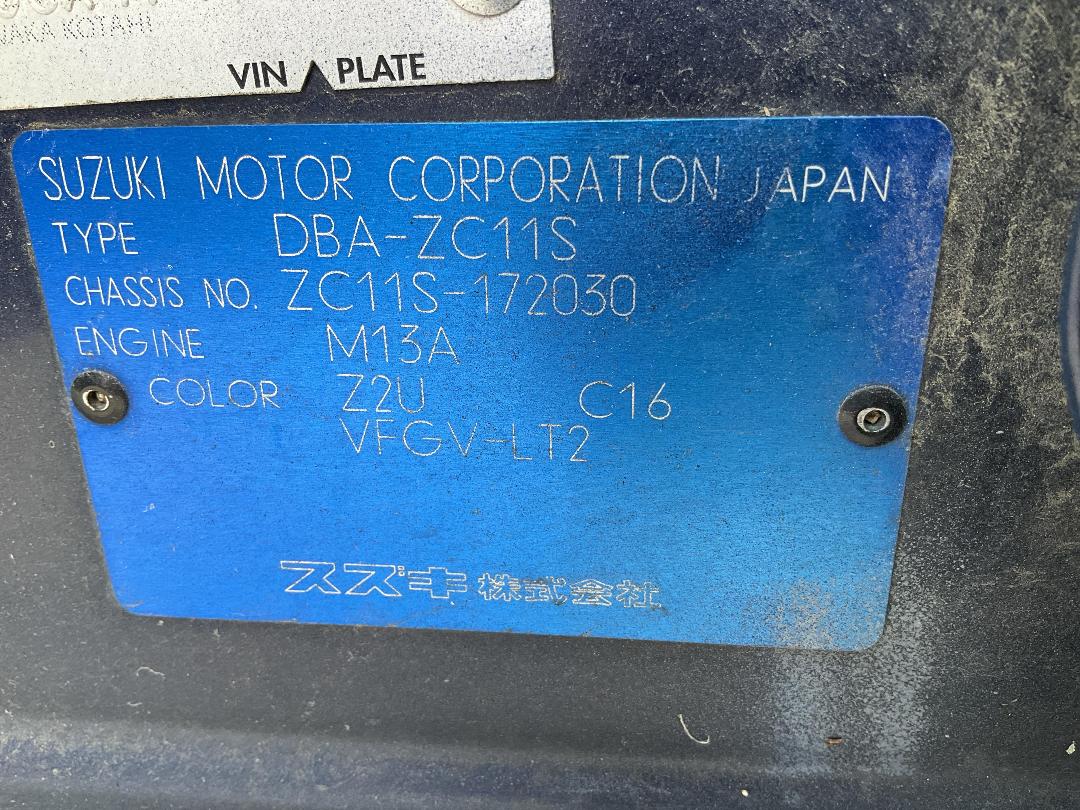 VIN PLATE
SUZUKI MOTOR CORPORATION JAPAN
TYPE DBA-ZC11S
CHASSIS NO. ZC11S-172030
ENGINE M13A
COLOR Z2U C16
VFGV-LT2
スズキ株式会社